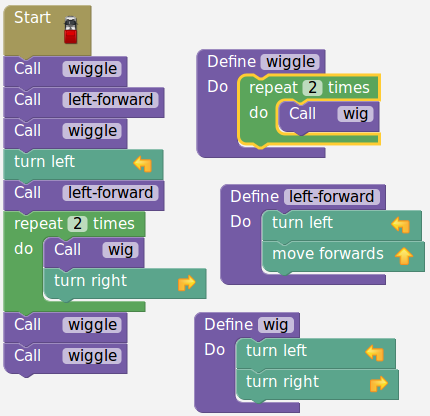 Start
Call wiggle
Call left-forward
Call wiggle
turn left
Call left-forward
repeat 2 times
do Call wig
turn right
Call wiggle
Call wiggle
Define wiggle
Do repeat 2 times
do Call wig
Define left-forward
Do turn left
move forwards
Define wig
Do turn left
turn right